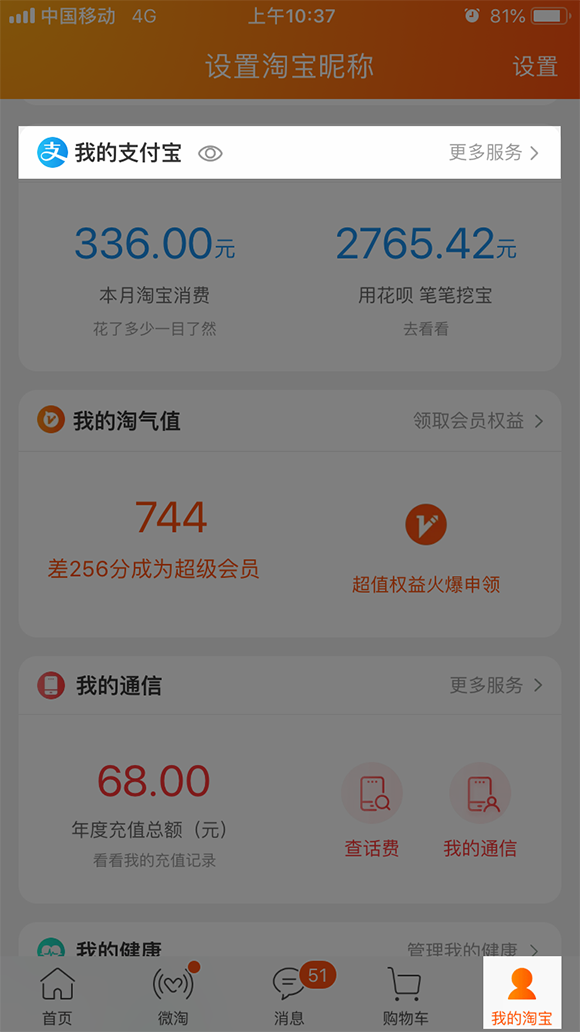 中国移动 4G 上午10:37 81%
设置淘宝昵称 设置
我的支付宝 更多服务
336.00元 2765.42元
本月淘宝消费 用花呗 笔笔挖宝
花了多少一目了然 去看看
我的淘气值 领取会员权益
744
差256分成为超级会员 超值权益火爆申领
我的通信 更多服务
68.00
年度充值总额（元）
看看我的充值记录 查话费 我的通信
我的健康 管理我的健康
51
首页 微淘 消息 购物车 我的淘宝